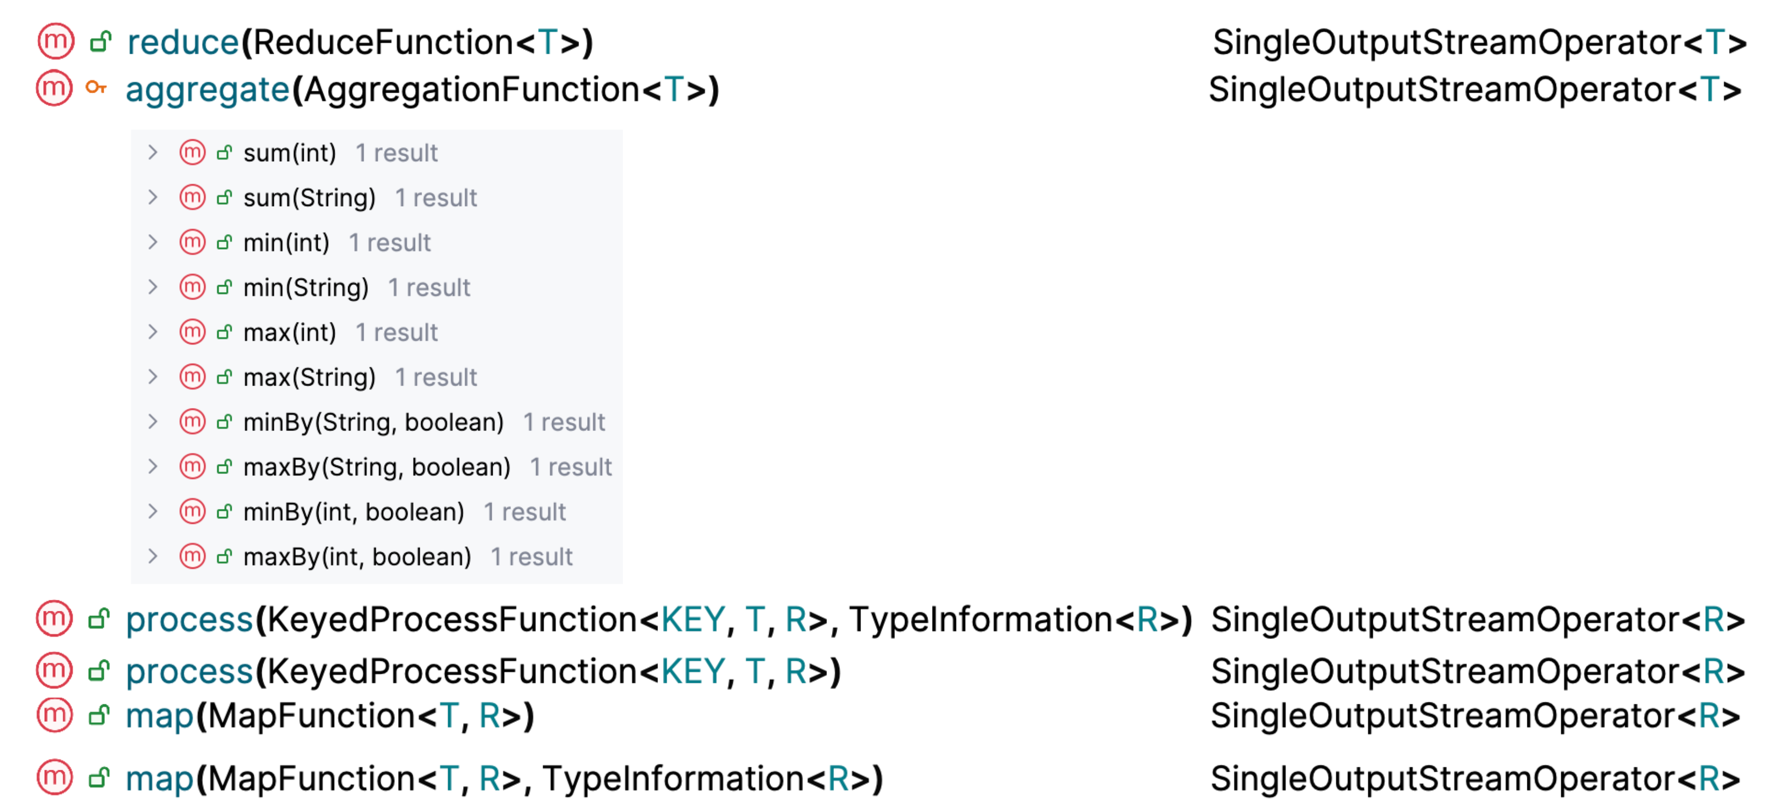 m reduce(ReduceFunction<T>) SingleOutputStreamOperator<T>
m aggregate(AggregationFunction<T>) SingleOutputStreamOperator<T>
> m sum(int) 1 result
> m sum(String) 1 result
> m min(int) 1 result
> m min(String) 1 result
> m max(int) 1 result
> m max(String) 1 result
> m minBy(String, boolean) 1 result
> m maxBy(String, boolean) 1 result
> m minBy(int, boolean) 1 result
> m maxBy(int, boolean) 1 result
m process(KeyedProcessFunction<KEY, T, R>, TypeInformation<R>) SingleOutputStreamOperator<R>
m process(KeyedProcessFunction<KEY, T, R>) SingleOutputStreamOperator<R>
m map(MapFunction<T, R>) SingleOutputStreamOperator<R>
m map(MapFunction<T, R>, TypeInformation<R>) SingleOutputStreamOperator<R>